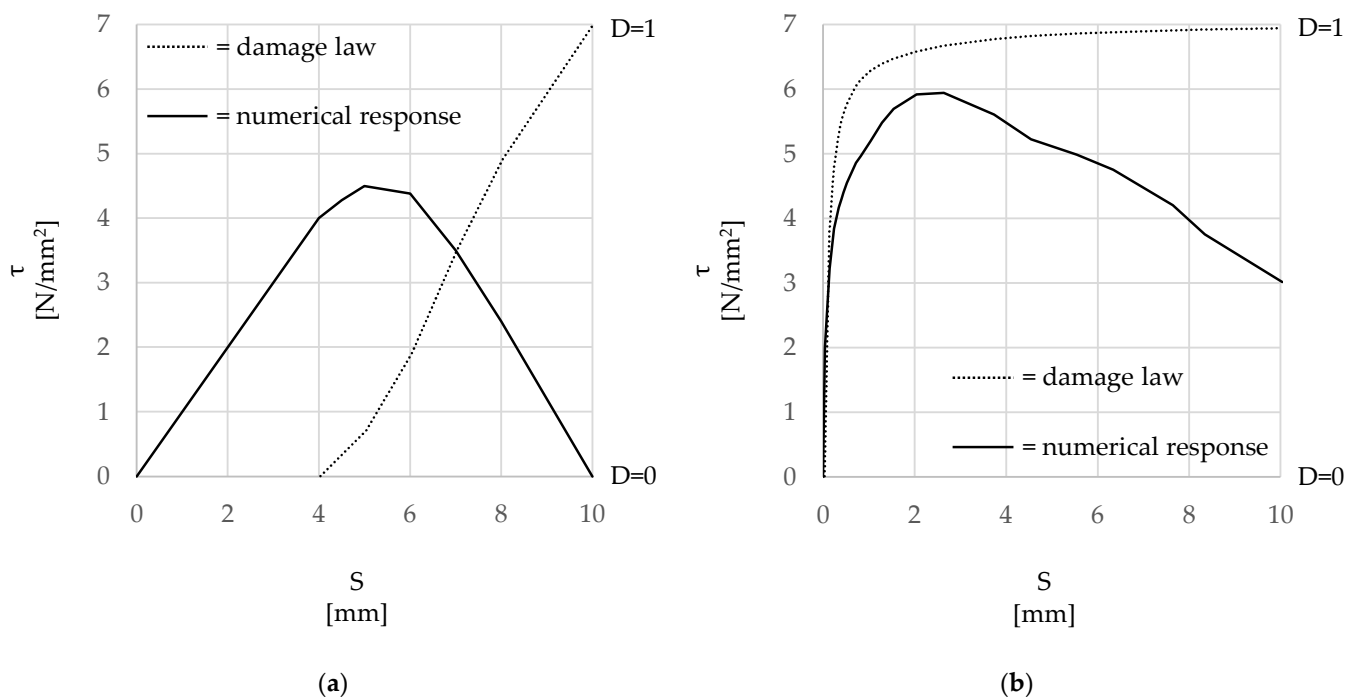 7
6
5
4
3
2
1
0
τ
[N/mm²]
= damage law
= numerical response
D=1
D=0
0 2 4 6 8 10
S
[mm]
(a)
7
6
5
4
3
2
1
0
τ
[N/mm²]
D=1
= damage law
= numerical response
D=0
0 2 4 6 8 10
S
[mm]
(b)